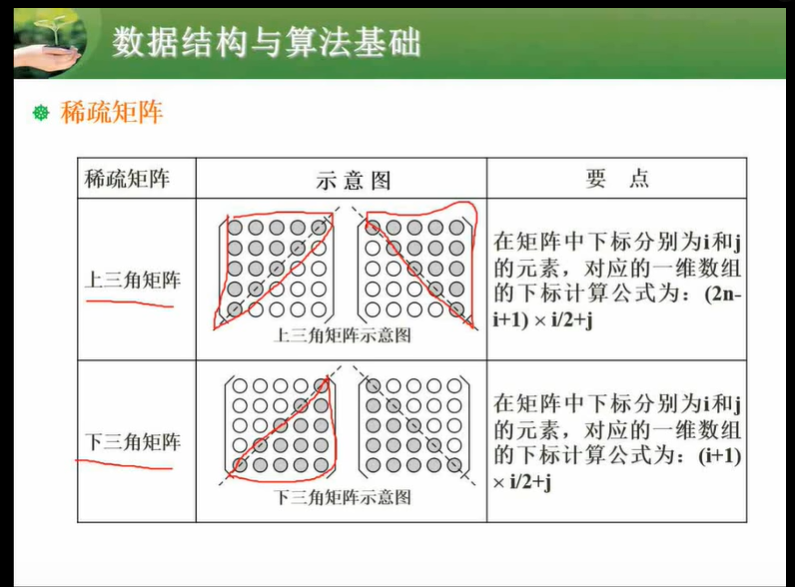 数据结构与算法基础
稀疏矩阵
稀疏矩阵
示意图
要 点
上三角矩阵
上三角矩阵示意图
在矩阵中下标分别为i和j
的元素，对应的一维数组
的下标计算公式为：(2n-
i+1) × i/2+j
下三角矩阵
下三角矩阵示意图
在矩阵中下标分别为i和j
的元素，对应的一维数组
的下标计算公式为：(i+1)
× i/2+j